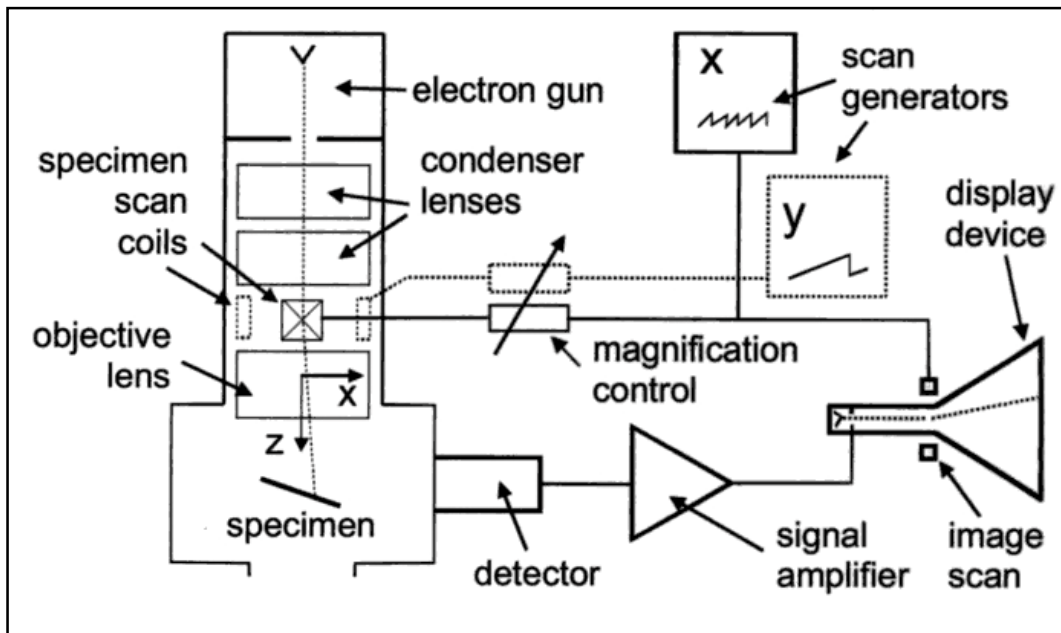 electron gun
specimen
scan
coils
condenser
lenses
objective
lens
x
z
specimen
detector
signal
amplifier
magnification
control
X
scan
generators
y
display
device
image
scan